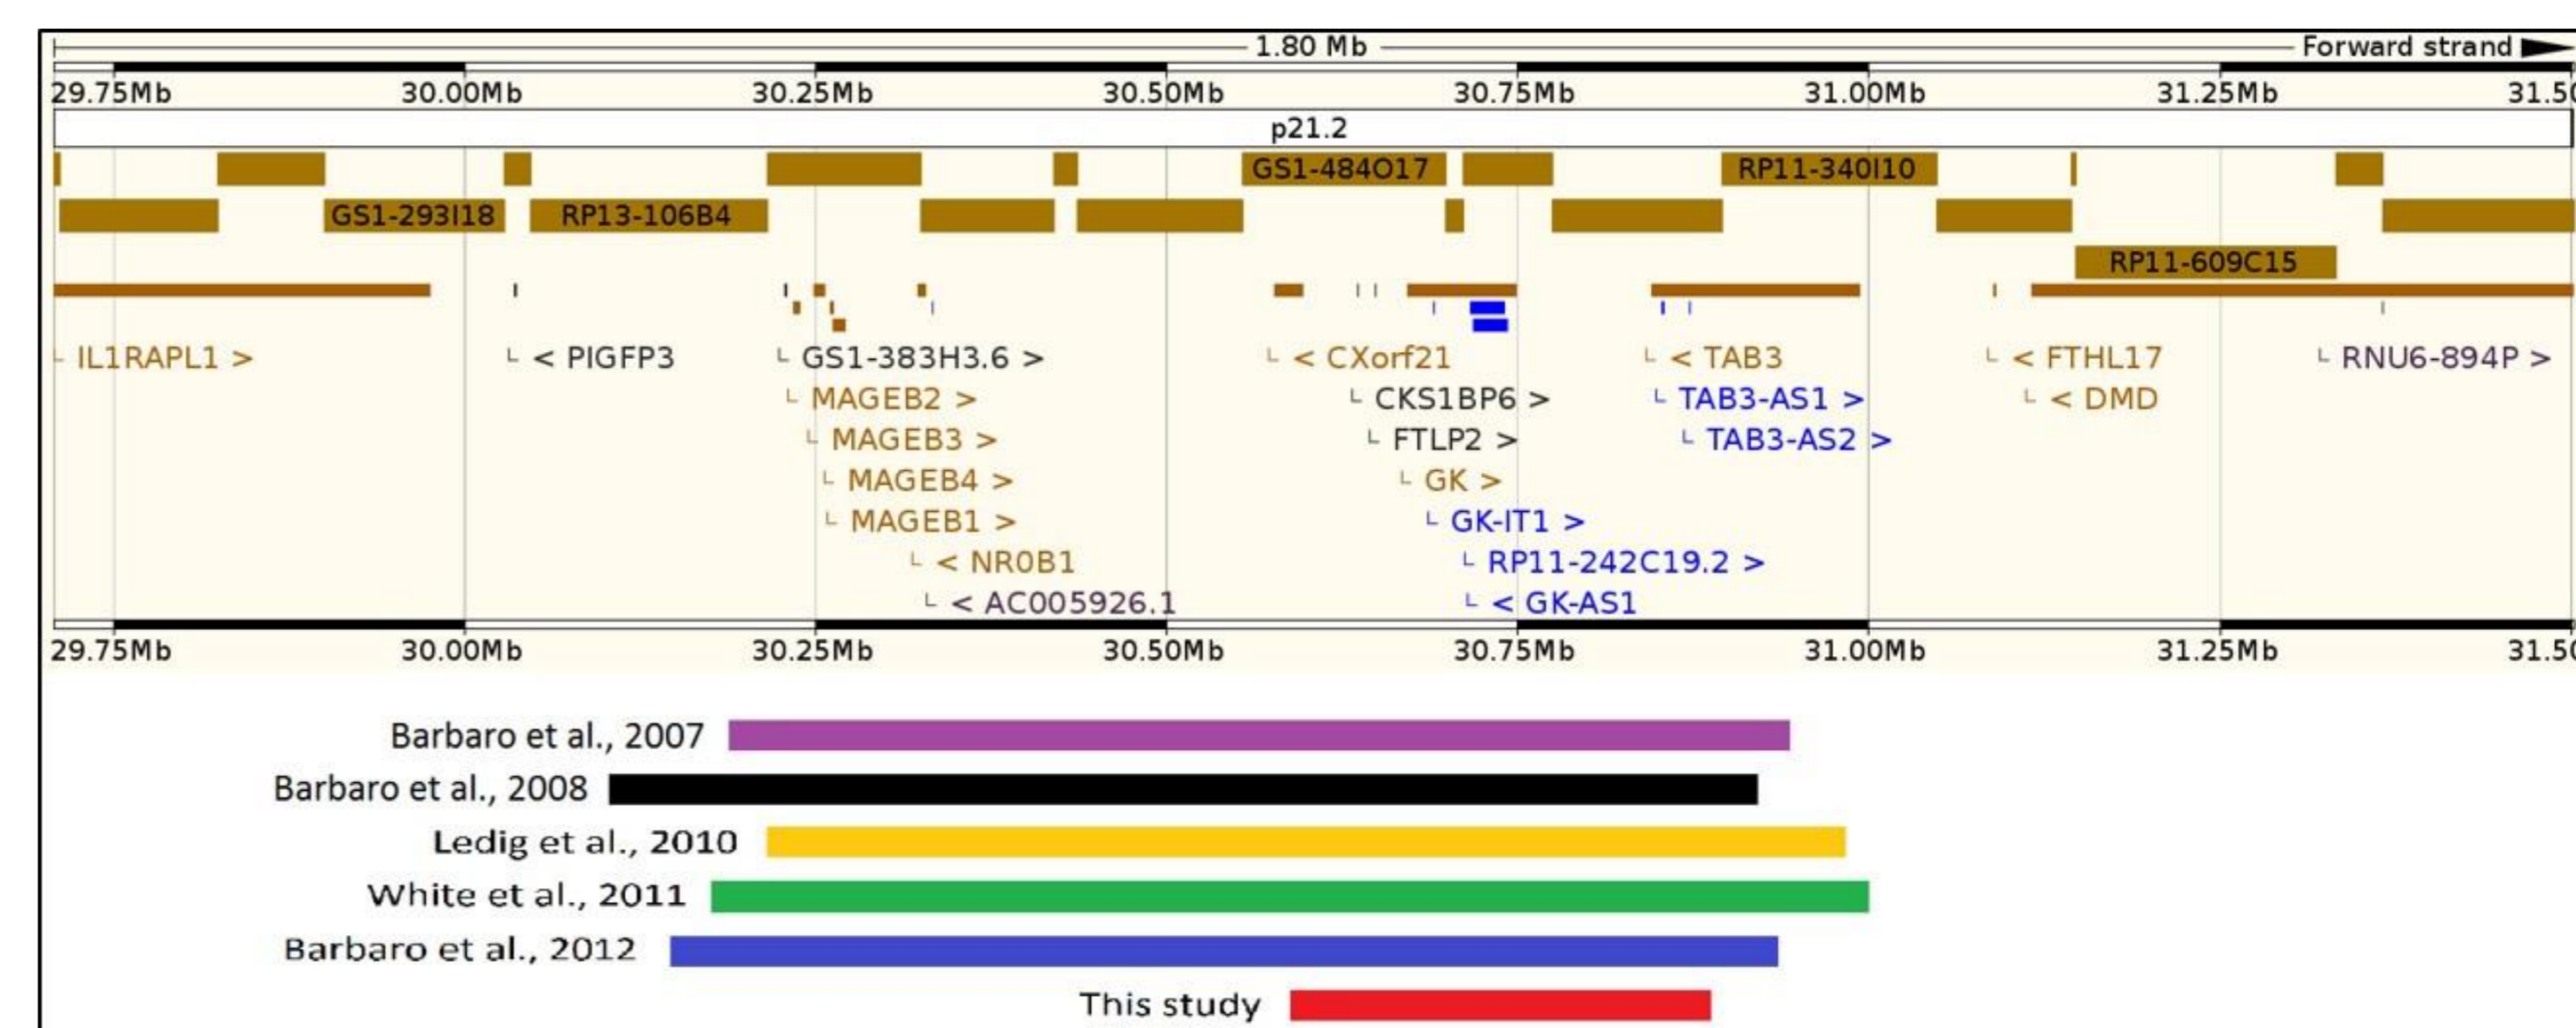 1.80 Mb Forward strand
29.75Mb 30.00Mb 30.25Mb 30.50Mb 30.75Mb 31.00Mb 31.25Mb 31.50
p21.2
GS1-484O17 RP11-340I10
GS1-293I18 RP13-106B4
RP11-609C15
IL1RAPL1 > < PIGFP3 GS1-383H3.6 > < CXorf21 < TAB3 < FTHL17 RNU6-894P >
MAGEB2 > CKS1BP6 > TAB3-AS1 > < DMD
MAGEB3 > FTLP2 > TAB3-AS2 >
MAGEB4 > GK >
MAGEB1 > GK-IT1 >
< NR0B1 RP11-242C19.2 >
< AC005926.1 < GK-AS1
29.75Mb 30.00Mb 30.25Mb 30.50Mb 30.75Mb 31.00Mb 31.25Mb 31.50
Barbaro et al., 2007
Barbaro et al., 2008
Ledig et al., 2010
White et al., 2011
Barbaro et al., 2012
This study